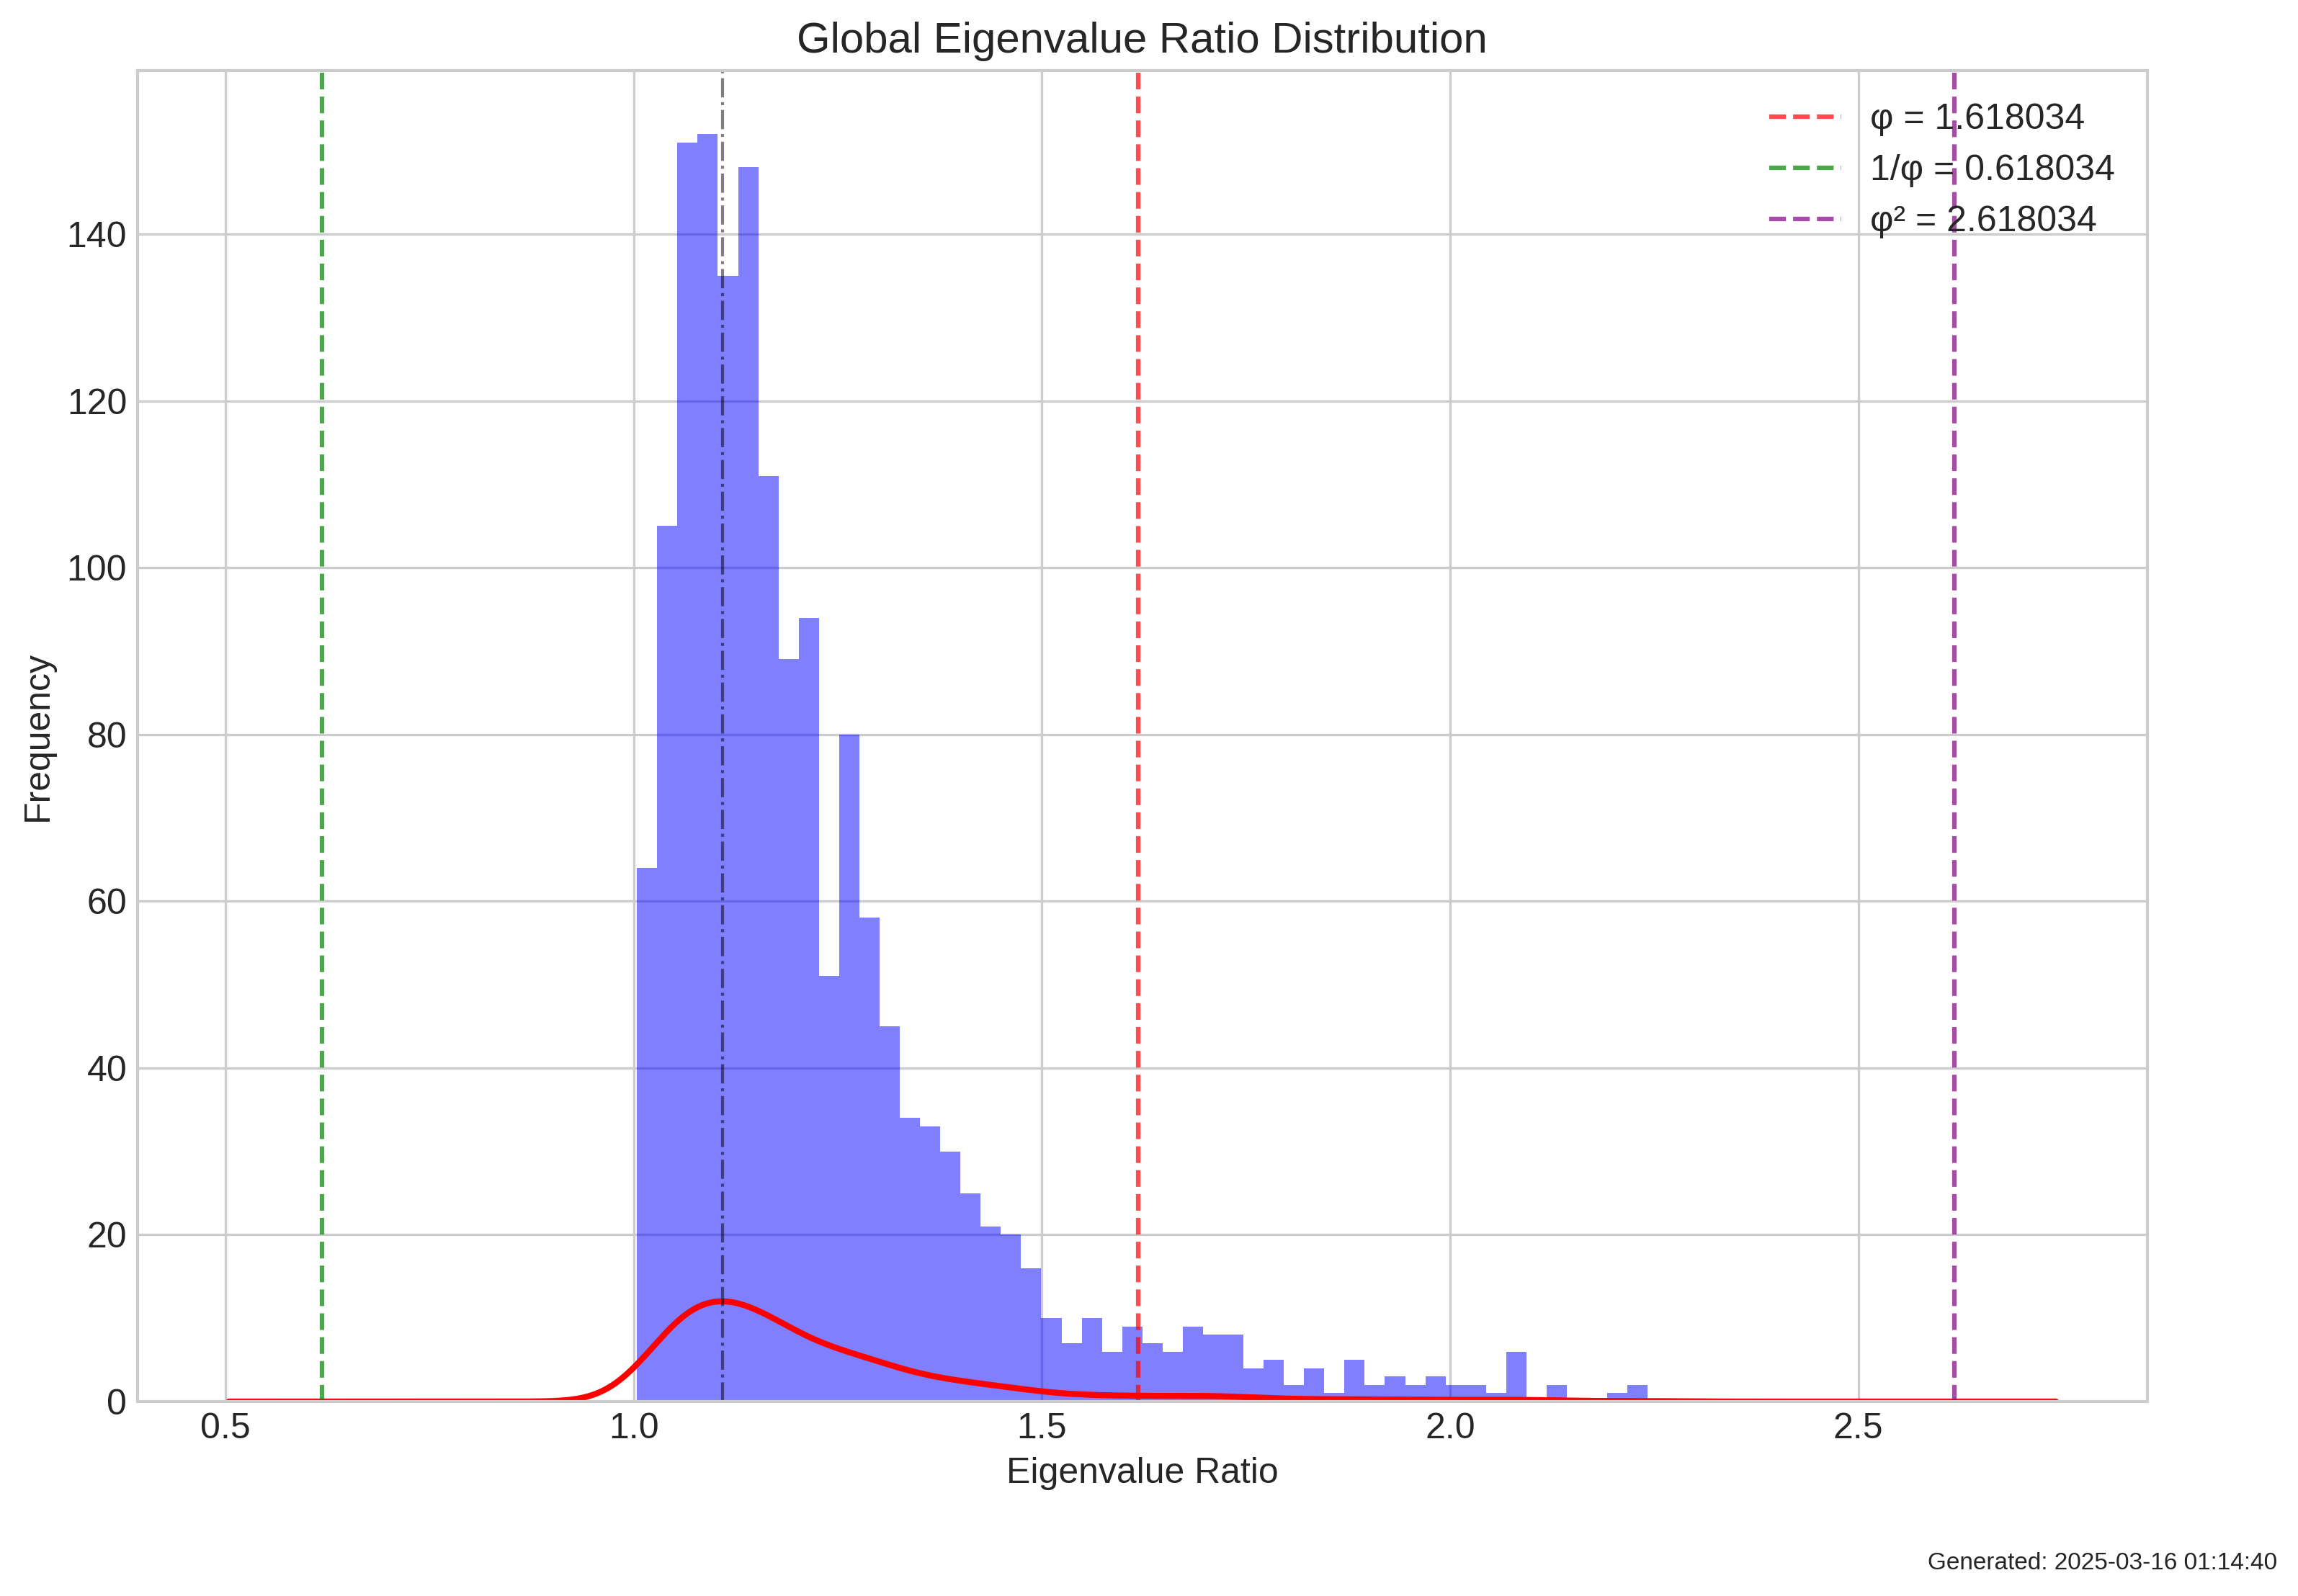 Global Eigenvalue Ratio Distribution
φ = 1.618034
1/φ = 0.618034
φ² = 2.618034
140
120
100
80
60
40
20
0
Frequency
0.5 1.0 1.5 2.0 2.5
Eigenvalue Ratio
Generated: 2025-03-16 01:14:40